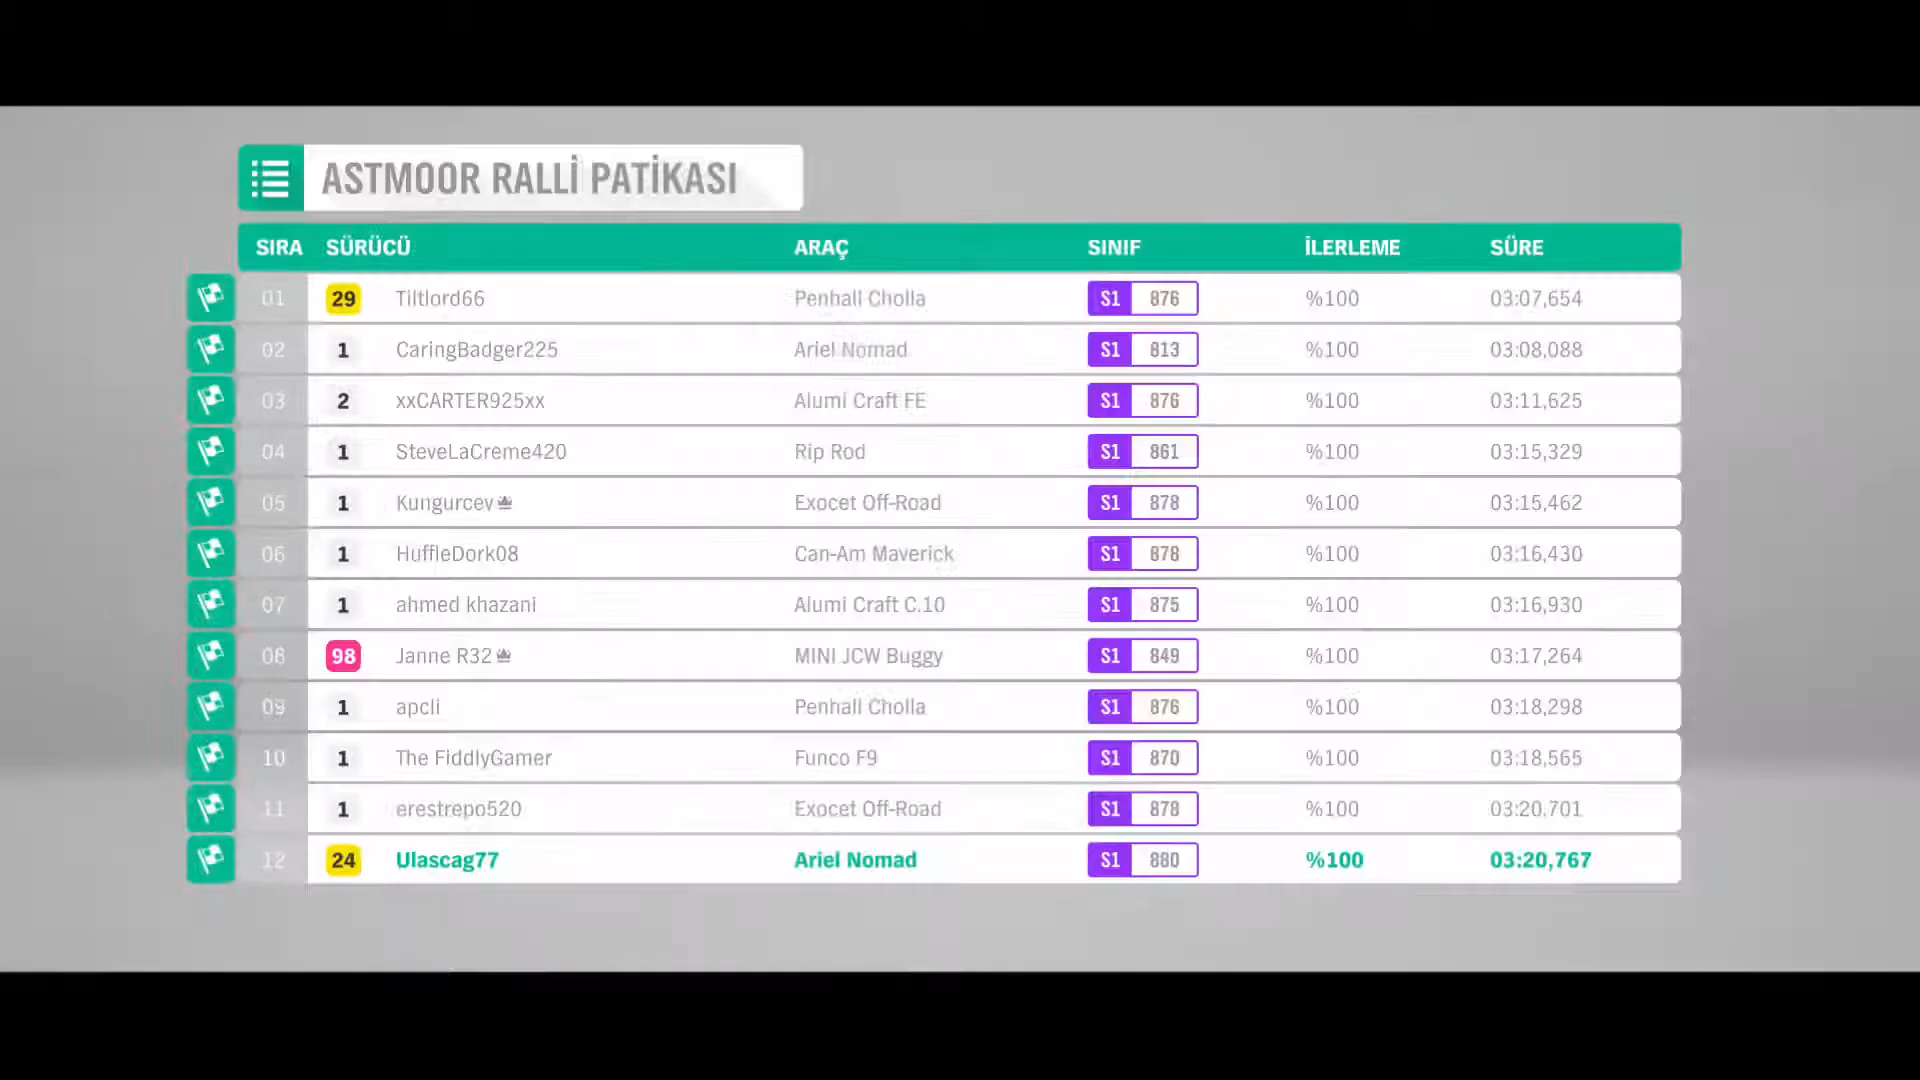 ASTMOOR RALLİ PATİKASI
SIRA SÜRÜCÜ ARAÇ SINIF İLERLEME SÜRE
01 29 Tiltlord66 Penhall Cholla S1 876 %100 03:07,654
02 1 CaringBadger225 Ariel Nomad S1 813 %100 03:08,088
03 2 xxCARTER925xx Alumi Craft FE S1 876 %100 03:11,625
04 1 SteveLaCreme420 Rip Rod S1 861 %100 03:15,329
05 1 Kungurcev Exocet Off-Road S1 878 %100 03:15,462
06 1 HuffleDork08 Can-Am Maverick S1 878 %100 03:16,430
07 1 ahmed khazani Alumi Craft C.10 S1 875 %100 03:16,930
08 98 Janne R32 MINI JCW Buggy S1 849 %100 03:17,264
09 1 apcli Penhall Cholla S1 876 %100 03:18,298
10 1 The FiddlyGamer Funco F9 S1 870 %100 03:18,565
11 1 erestrepo520 Exocet Off-Road S1 878 %100 03:20,701
12 24 Ulascag77 Ariel Nomad S1 880 %100 03:20,767